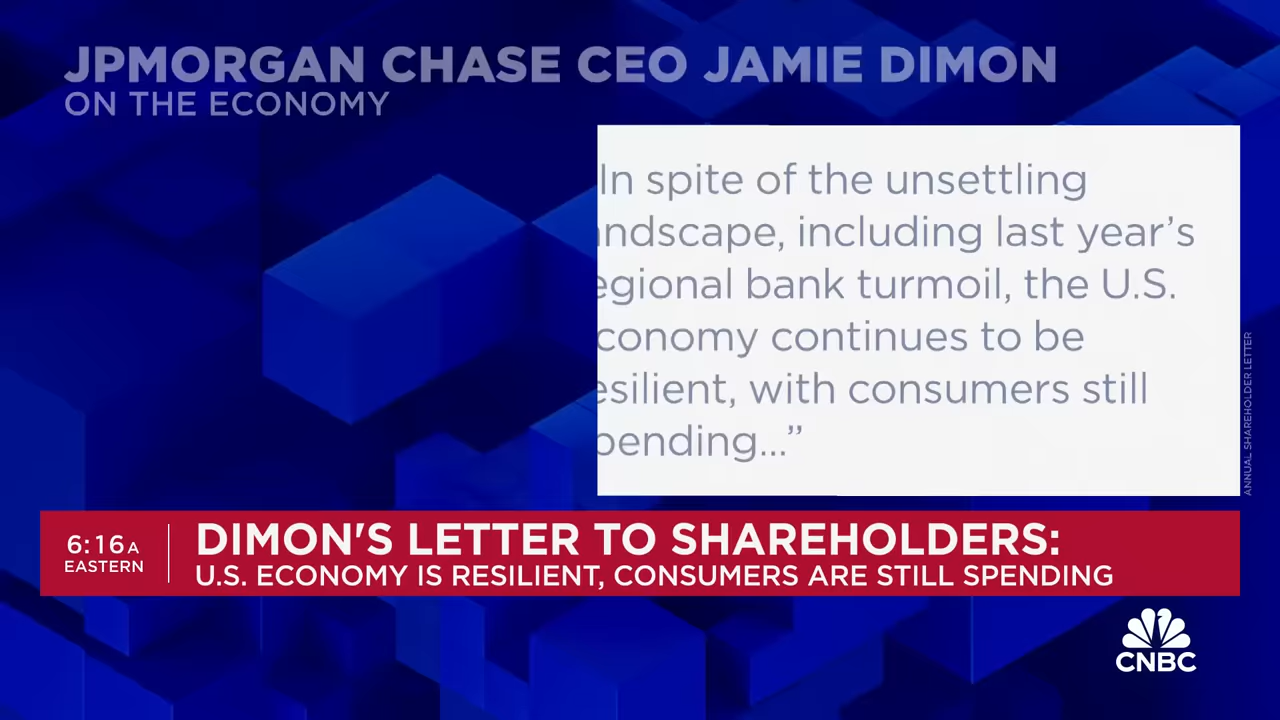 JPMORGAN CHASE CEO JAMIE DIMON
ON THE ECONOMY
In spite of the unsettling
ndscape, including last year's
egional bank turmoil, the U.S.
conomy continues to be
esilient, with consumers still
pending...”
ANNUAL SHAREHOLDER LETTER
6:16A
EASTERN
DIMON'S LETTER TO SHAREHOLDERS:
U.S. ECONOMY IS RESILIENT, CONSUMERS ARE STILL SPENDING
CNBC